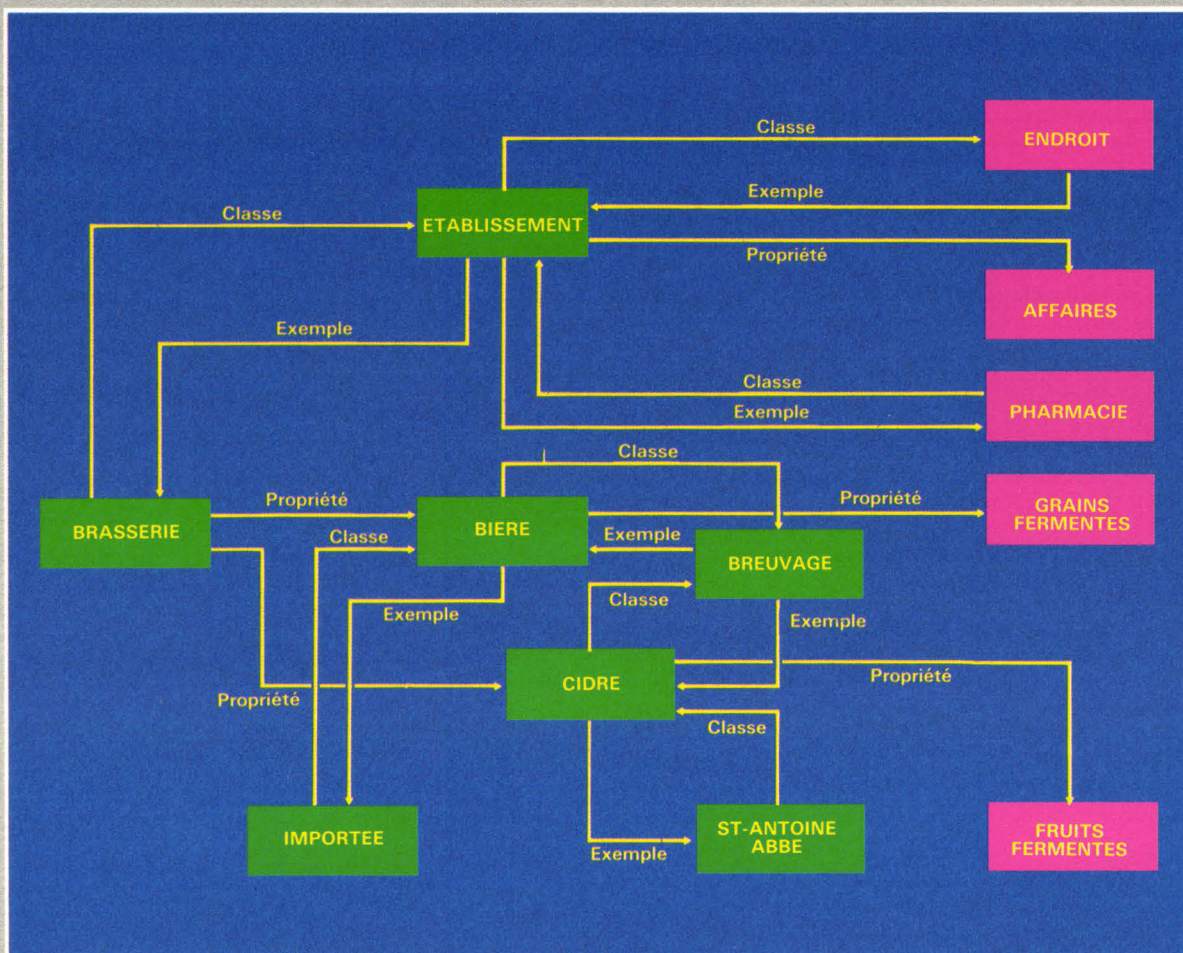 Classe
ENDROIT
Exemple
Classe
ETABLISSEMENT
Propriété
AFFAIRES
Exemple
Classe
PHARMACIE
Exemple
Classe
Propriété
Propriété
GRAINS
FERMENTES
BRASSERIE
BIERE
Classe
Exemple
BREUVAGE
Classe
Exemple
Exemple
CIDRE
Propriété
Propriété
Classe
IMPORTEE
ST-ANTOINE
ABBE
FRUITS
FERMENTES
Exemple